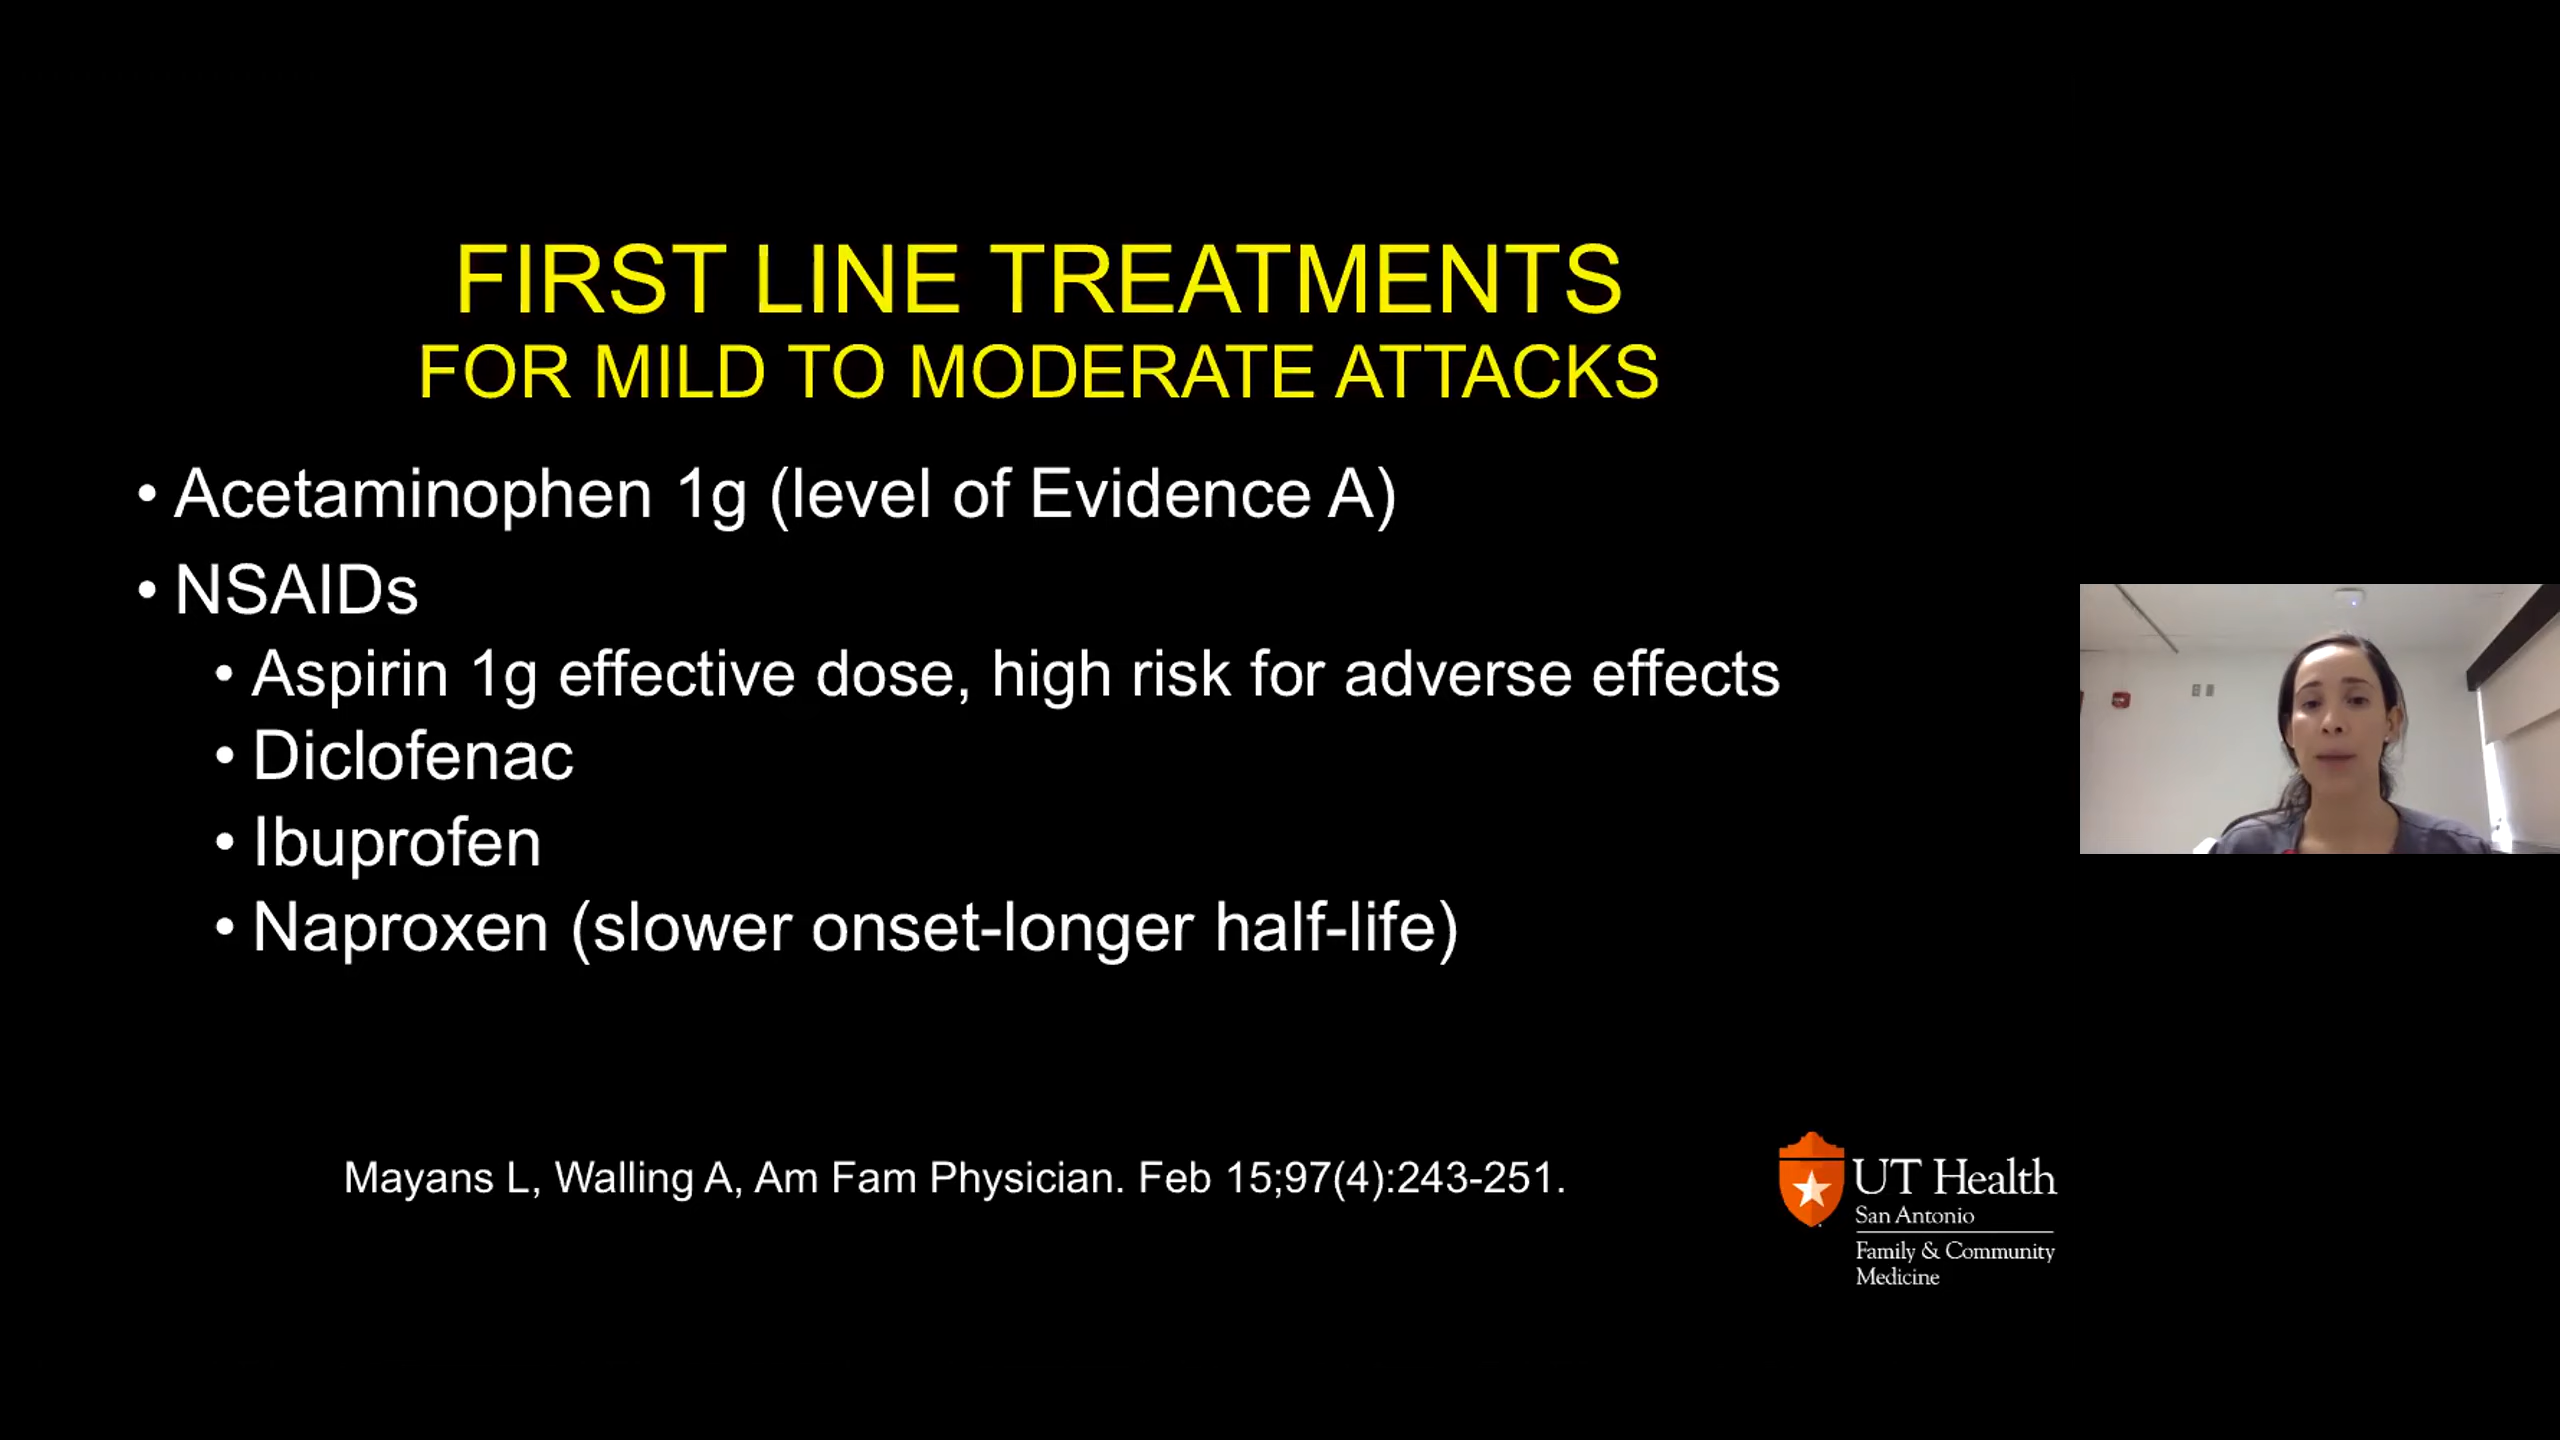 FIRST LINE TREATMENTS
FOR MILD TO MODERATE ATTACKS
• Acetaminophen 1g (level of Evidence A)
• NSAIDs
• Aspirin 1g effective dose, high risk for adverse effects
• Diclofenac
• Ibuprofen
• Naproxen (slower onset-longer half-life)
Mayans L, Walling A, Am Fam Physician. Feb 15;97(4):243-251.
UT Health
San Antonio
Family & Community
Medicine